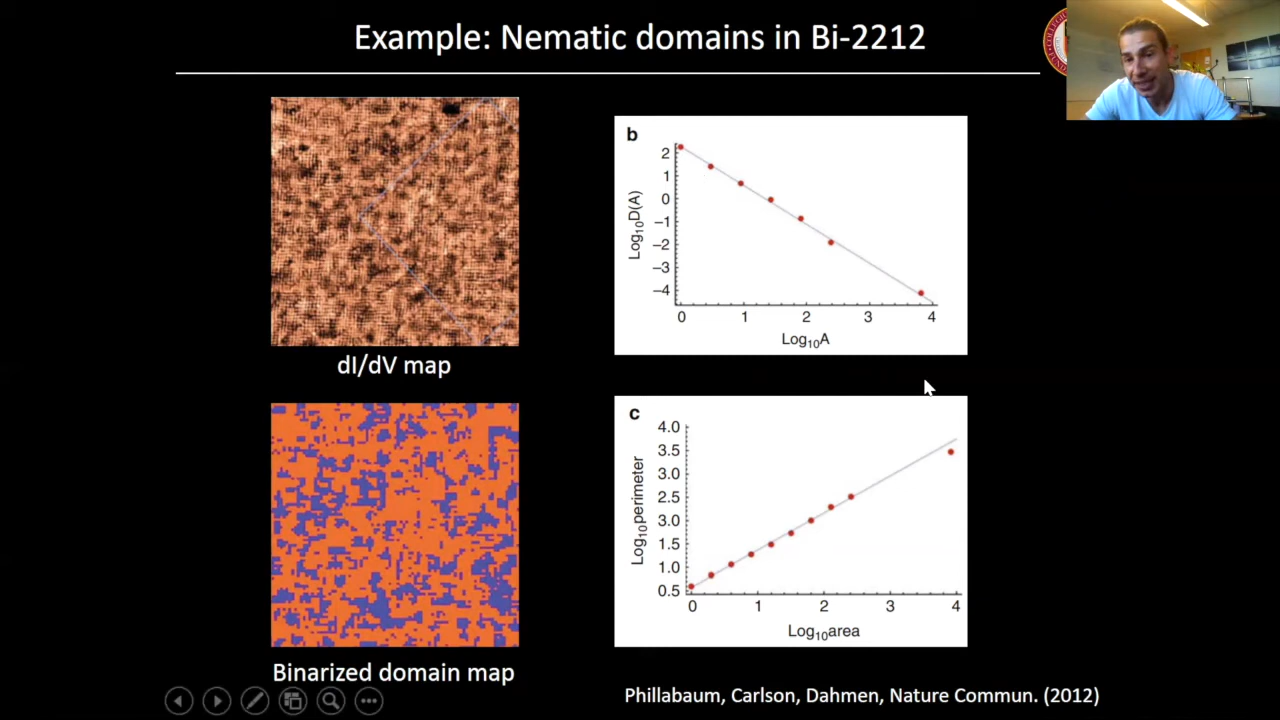 Example: Nematic domains in Bi-2212
dI/dV map
Binarized domain map
b
2
1
0
−1
−2
−3
−4
Log10D(A)
0 1 2 3 4
Log10A
c
4.0
3.5
3.0
2.5
3.0
1.5
1.0
0.5
Log10perimeter
0 1 2 3 4
Log10area
Phillabaum, Carlson, Dahmen, Nature Commun. (2012)